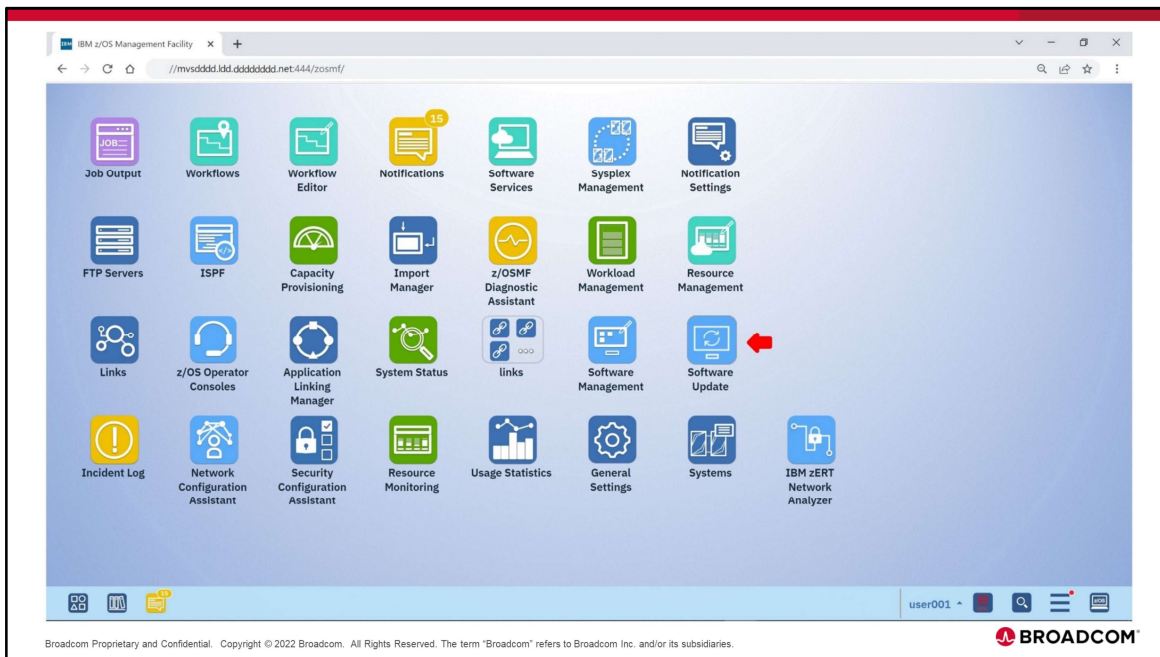 IBM z/OS Management Facility
//mvsdddd.ldd.dddddddd.net:444/zosmf/
JOB
15
Job Output
Workflows
Workflow
Editor
Notifications
Software
Services
Sysplex
Management
Notification
Settings
FTP Servers
ISPF
Capacity
Provisioning
Import
Manager
z/OSMF
Diagnostic
Assistant
Workload
Management
Resource
Management
Links
z/OS Operator
Consoles
Application
Linking
Manager
System Status
links
Software
Management
Software
Update
Incident Log
Network
Configuration
Assistant
Security
Configuration
Assistant
Resource
Monitoring
Usage Statistics
General
Settings
Systems
IBM zERT
Network
Analyzer
15
user001
z/OS
Broadcom Proprietary and Confidential. Copyright © 2022 Broadcom. All Rights Reserved. The term “Broadcom” refers to Broadcom Inc. and/or its subsidiaries.
BROADCOM®